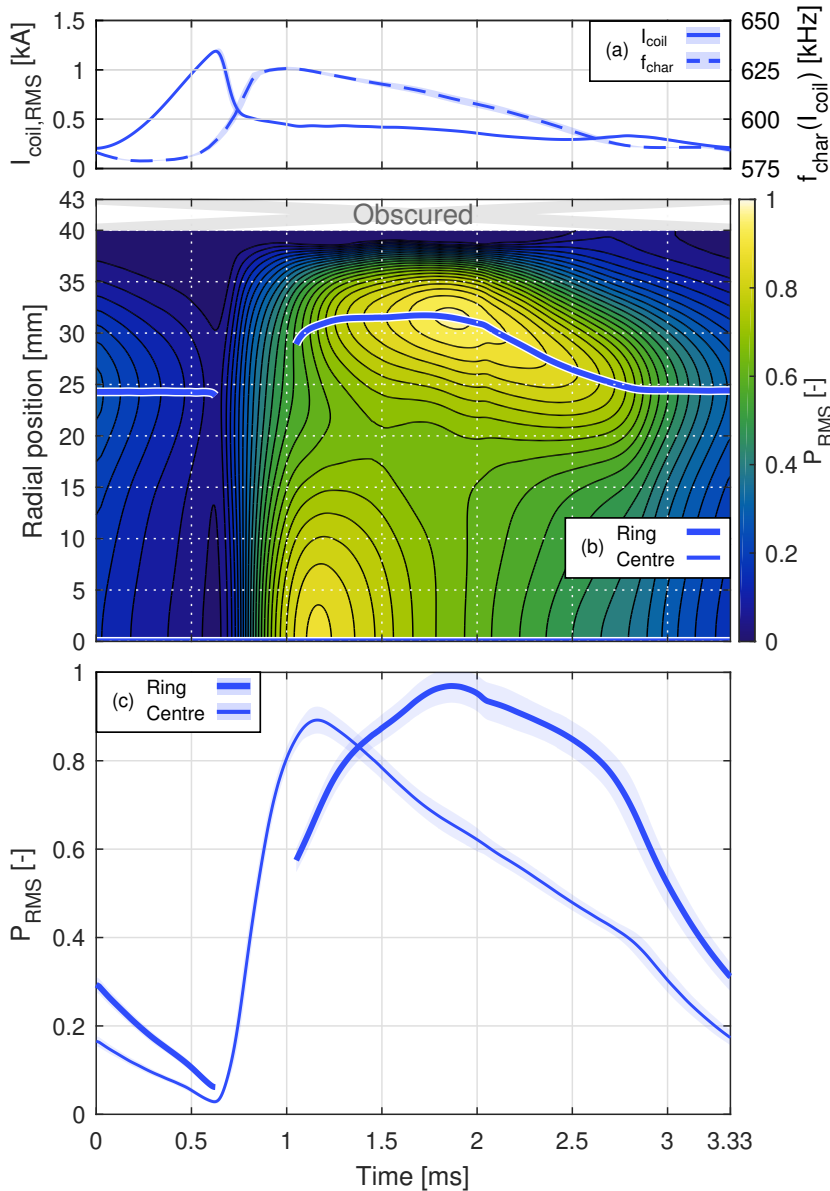 1.5
1
0.5
0
I_coil,RMS [kA]
(a)
I_coil
f_char
650
625
600
575
f_char(I_coil) [kHz]
43
40
35
30
25
20
15
10
5
0
Radial position [mm]
Obscured
(b)
Ring
Centre
1
0.8
0.6
0.4
0.2
0
P_RMS [-]
1
0.8
0.6
0.4
0.2
0
P_RMS [-]
(c)
Ring
Centre
0 0.5 1 1.5 2 2.5 3 3.33
Time [ms]